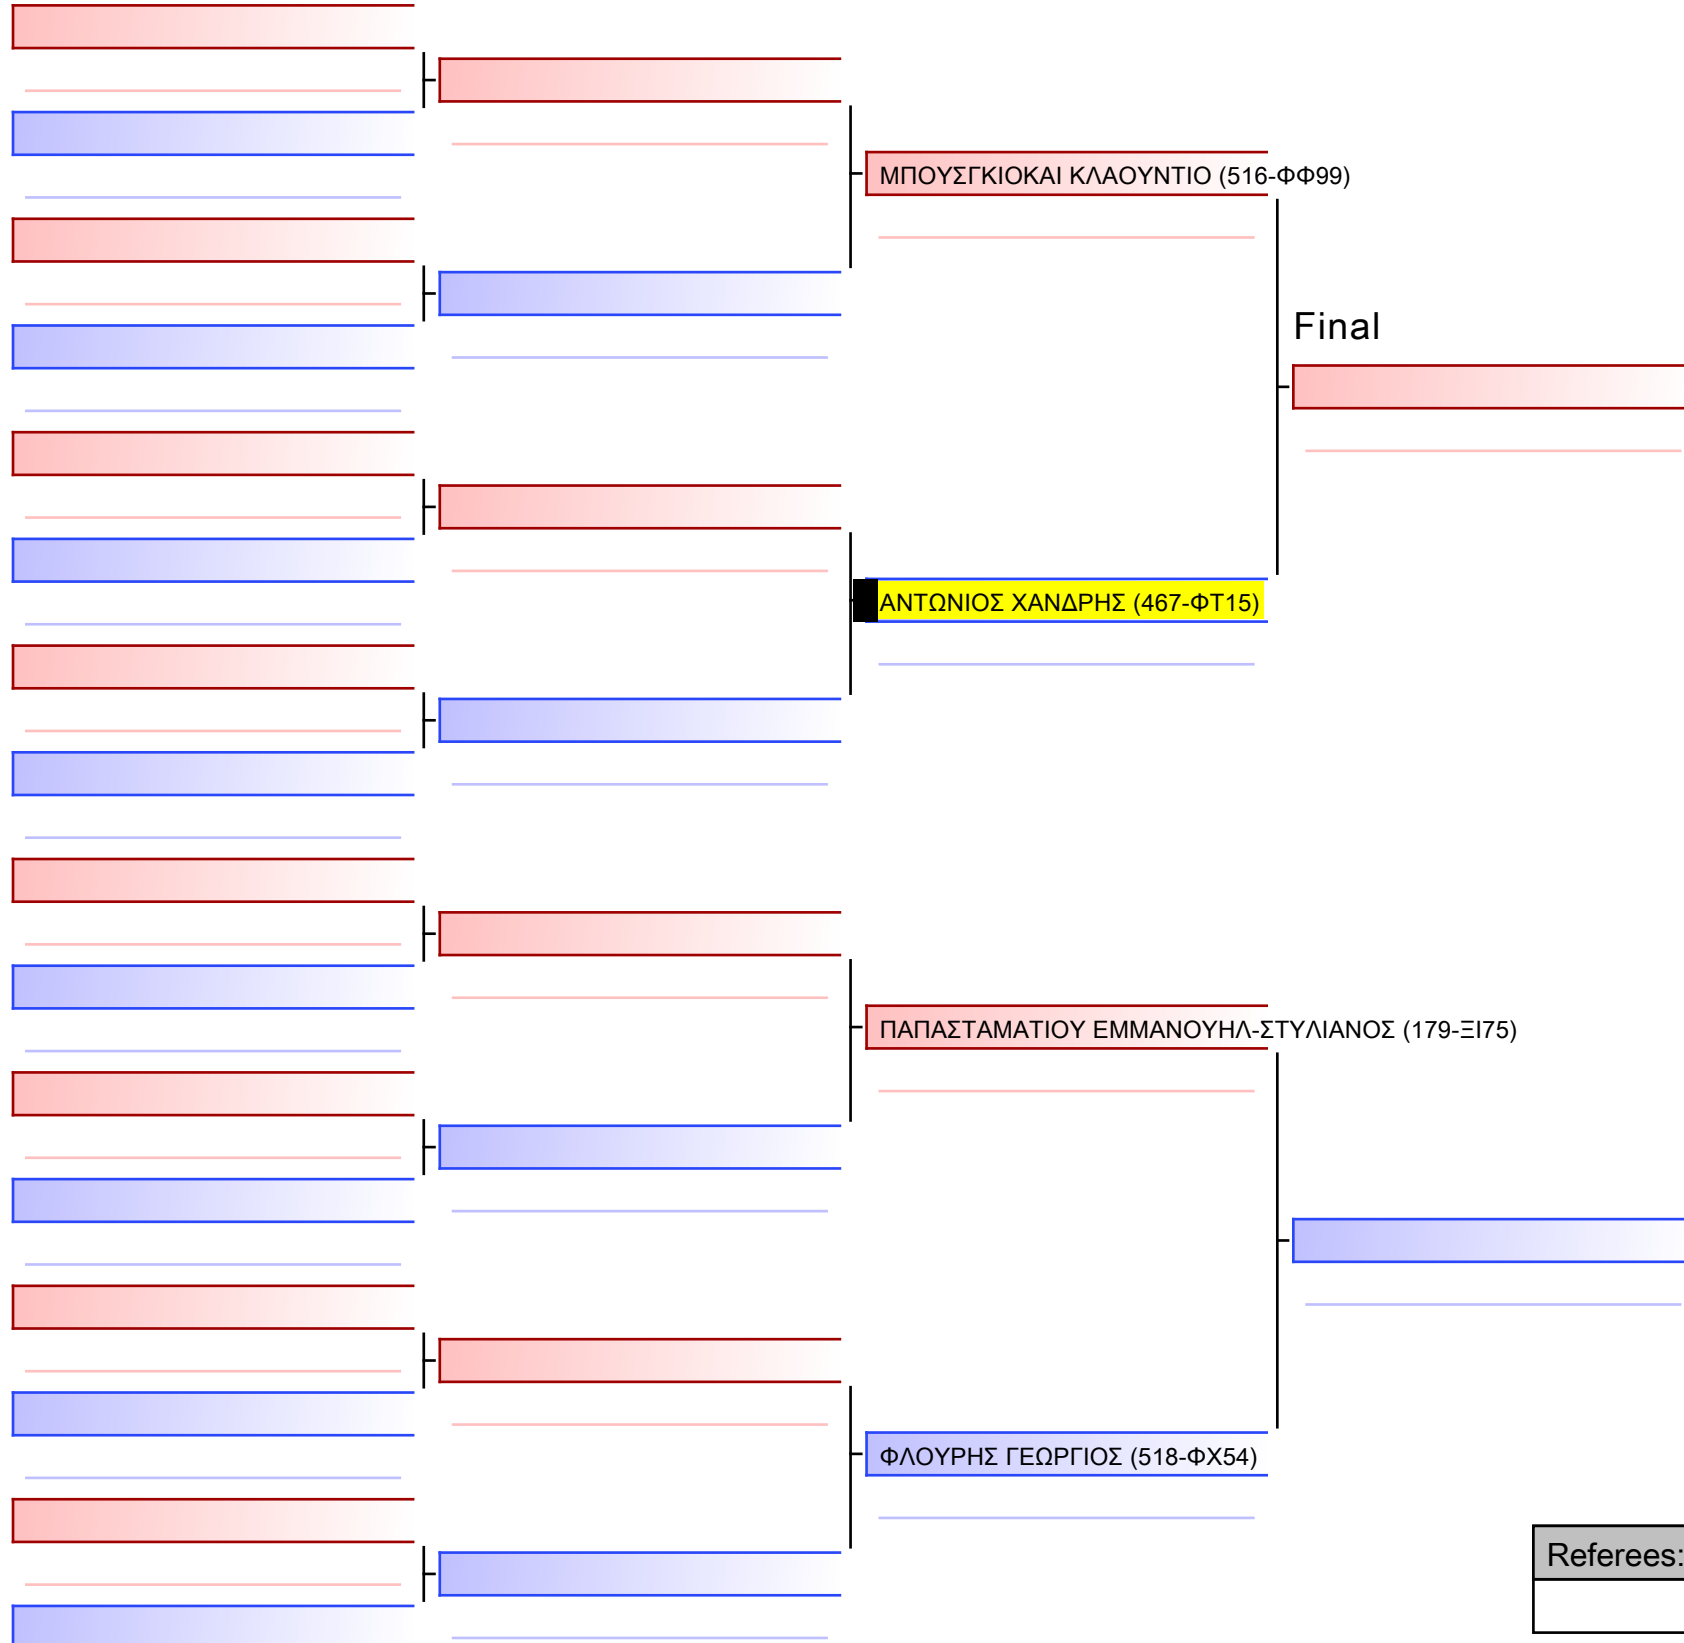 ΜΠΟΥΣΓΚΙΟΚΑΙ ΚΛΑΟΥΝΤΙΟ (516-ΦΦ99)
Final
ΑΝΤΩΝΙΟΣ ΧΑΝΔΡΗΣ (467-ΦΤ15)
ΠΑΠΑΣΤΑΜΑΤΙΟΥ ΕΜΜΑΝΟΥΗΛ-ΣΤΥΛΙΑΝΟΣ (179-ΞΙ75)
ΦΛΟΥΡΗΣ ΓΕΩΡΓΙΟΣ (518-ΦΧ54)
Referees: